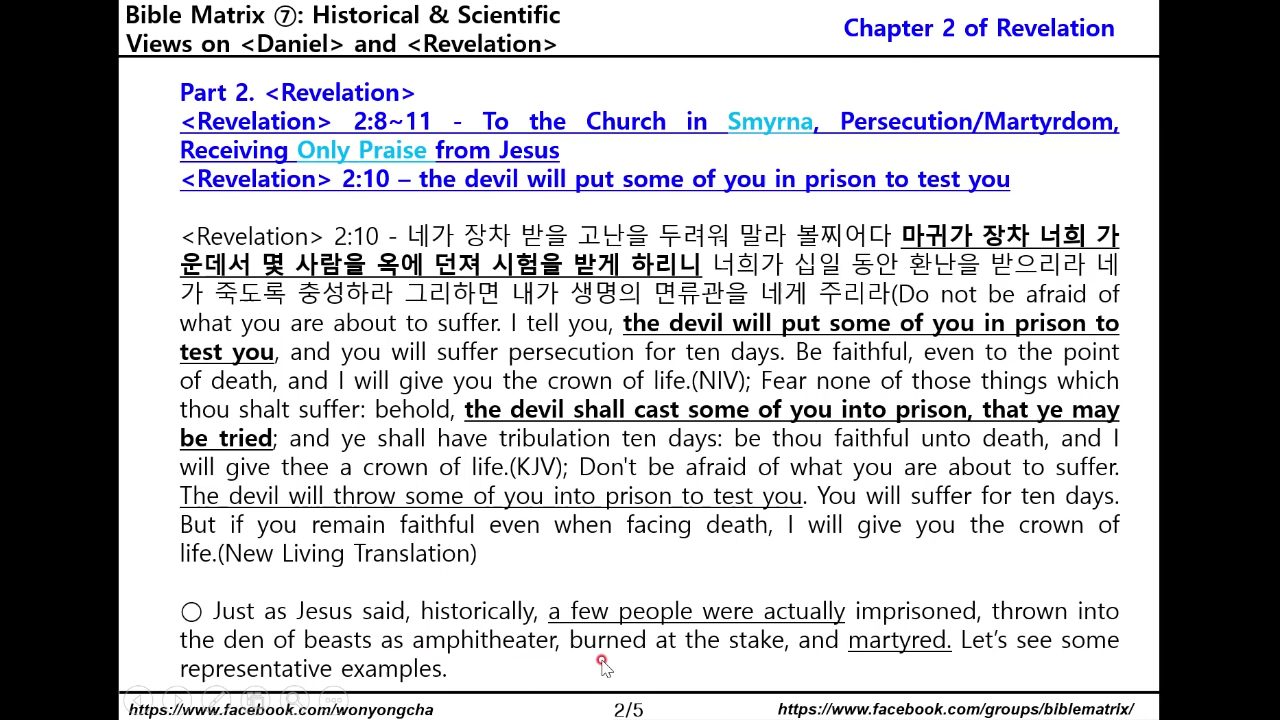 Bible Matrix ⑦: Historical & Scientific
Views on <Daniel> and <Revelation>
Chapter 2 of Revelation
Part 2. <Revelation>
<Revelation> 2:8~11 - To the Church in Smyrna, Persecution/Martyrdom,
Receiving Only Praise from Jesus
<Revelation> 2:10 – the devil will put some of you in prison to test you
<Revelation> 2:10 - 네가 장차 받을 고난을 두려워 말라 볼찌어다 마귀가 장차 너희 가
운데서 몇 사람을 옥에 던져 시험을 받게 하리니 너희가 십일 동안 환난을 받으리라 네
가 죽도록 충성하라 그리하면 내가 생명의 면류관을 네게 주리라(Do not be afraid of
what you are about to suffer. I tell you, the devil will put some of you in prison to
test you, and you will suffer persecution for ten days. Be faithful, even to the point
of death, and I will give you the crown of life.(NIV); Fear none of those things which
thou shalt suffer: behold, the devil shall cast some of you into prison, that ye may
be tried; and ye shall have tribulation ten days: be thou faithful unto death, and I
will give thee a crown of life.(KJV); Don't be afraid of what you are about to suffer.
The devil will throw some of you into prison to test you. You will suffer for ten days.
But if you remain faithful even when facing death, I will give you the crown of
life.(New Living Translation)
○ Just as Jesus said, historically, a few people were actually imprisoned, thrown into
the den of beasts as amphitheater, burned at the stake, and martyred. Let’s see some
representative examples.
https://www.facebook.com/wonyongcha
2/5
https://www.facebook.com/groups/biblematrix/